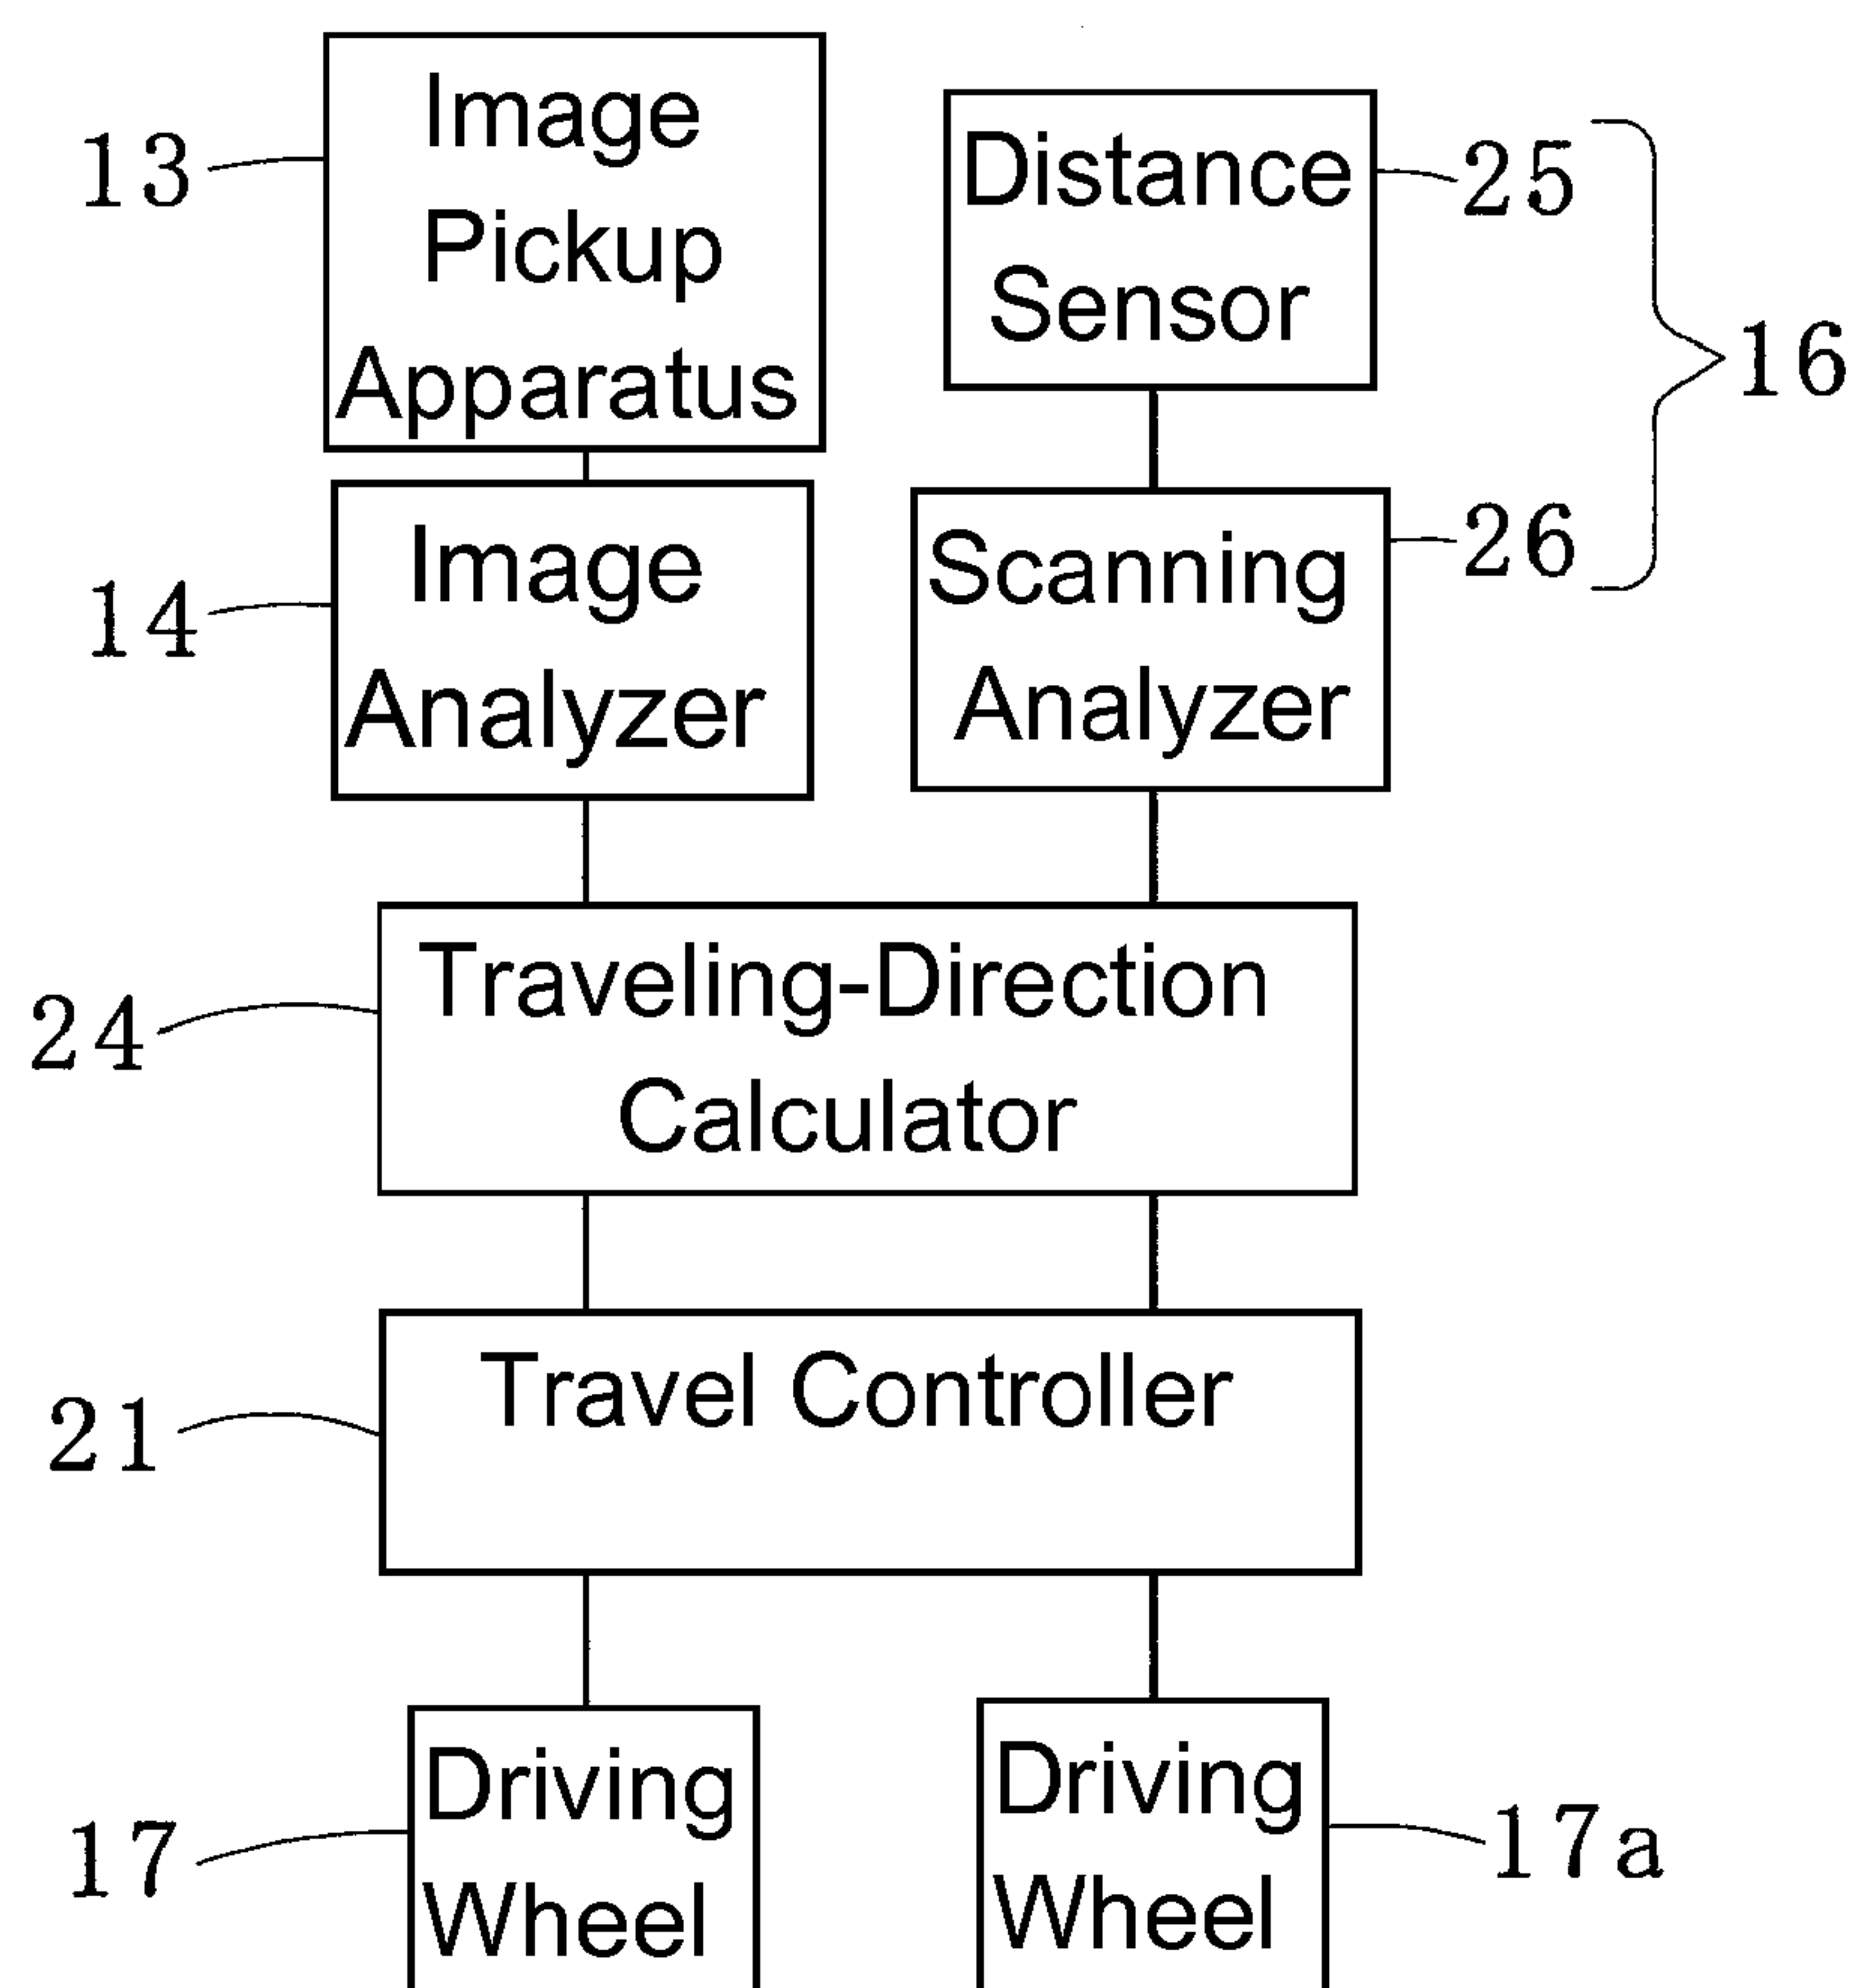 Image
Pickup
Apparatus
13
Distance
Sensor
25
16
Image
Analyzer
14
Scanning
Analyzer
26
Traveling-Direction
Calculator
24
Travel Controller
21
Driving
Wheel
17
Driving
Wheel
17a